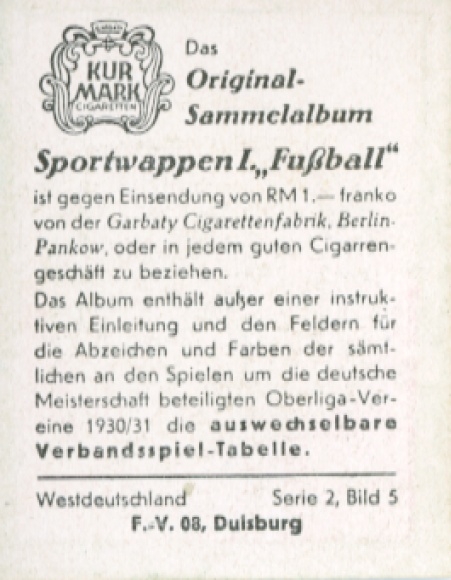 Garbaty
KUR
MARK
CIGARETTEN
Das
Original-
Sammelalbum
Sportwappen I. „Fußball“
ist gegen Einsendung von RM 1.— franko
von der Garbaty Cigarettenfabrik, Berlin-
Pankow, oder in jedem guten Cigarren-
geschäft zu beziehen.
Das Album enthält außer einer instruk-
tiven Einleitung und den Feldern für
die Abzeichen und Farben der sämt-
lichen an den Spielen um die deutsche
Meisterschaft beteiligten Oberliga-Ver-
eine 1930/31 die auswechselbare
Verbandsspiel-Tabelle.
Westdeutschland Serie 2, Bild 5
F.-V. 08, Duisburg